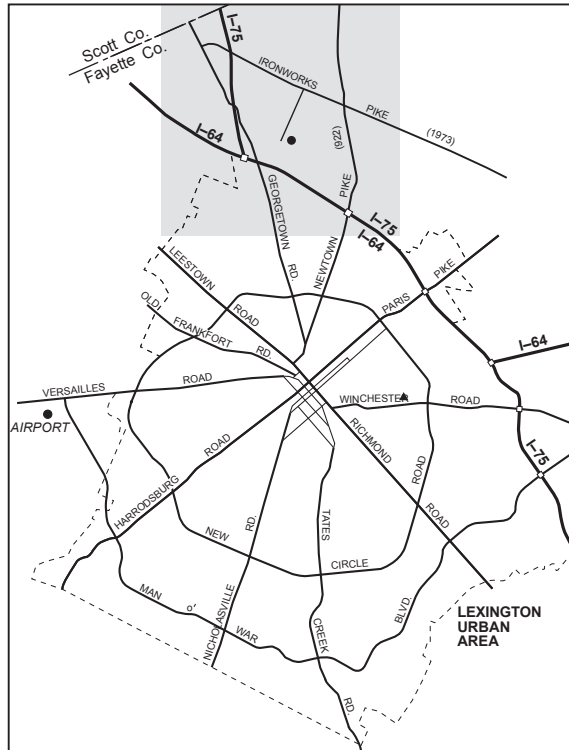 Scott Co.
Fayette Co.
I–75
IRONWORKS
PIKE
(1973)
I–64
(922)
PIKE
GEORGETOWN
RD.
NEWTOWN
I–75
I–64
LEESTOWN
ROAD
PARIS
PIKE
OLD
FRANKFORT
RD.
I–64
VERSAILLES
ROAD
AIRPORT
WINCHESTER
ROAD
RICHMOND
ROAD
I–75
HARRODSBURG
ROAD
ROAD
NEW
CIRCLE
RD.
TATES
MAN
o'
WAR
BLVD.
NICHOLASVILLE
CREEK
RD.
LEXINGTON
URBAN
AREA